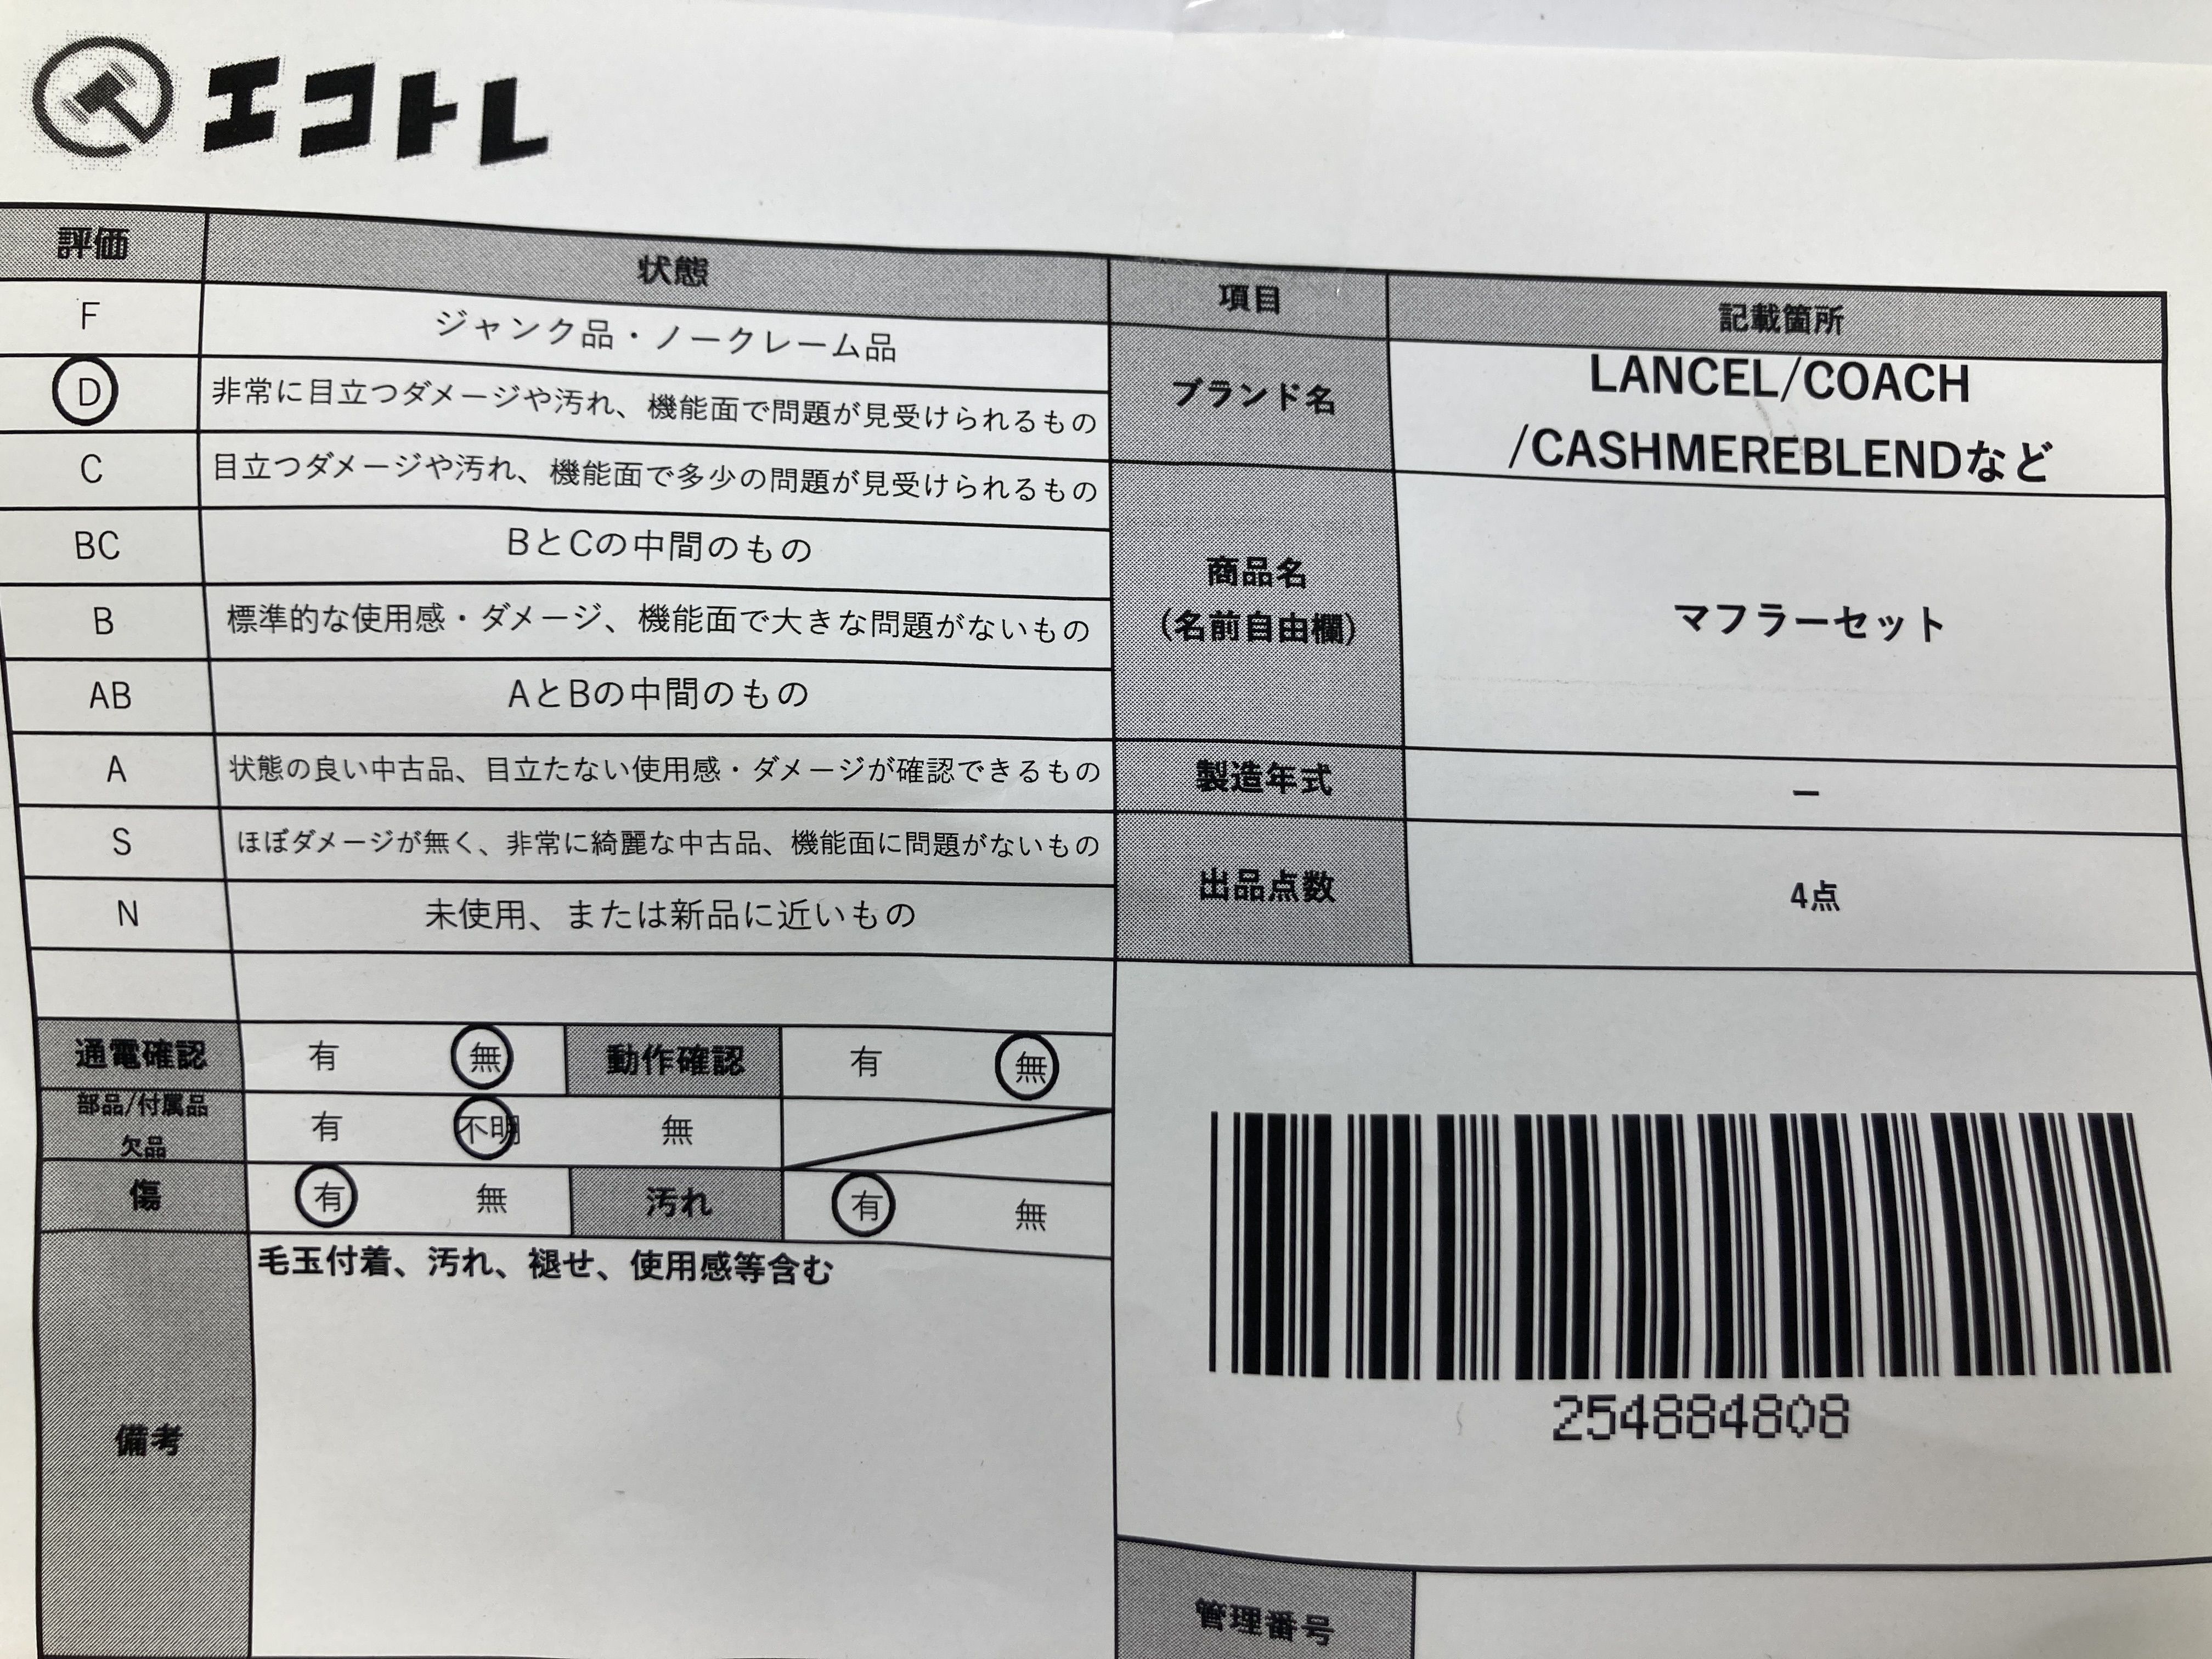 エコトレ
評価 状態
F ジャンク品・ノークレーム品
D 非常に目立つダメージや汚れ、機能面で問題が見受けられるもの
C 目立つダメージや汚れ、機能面で多少の問題が見受けられるもの
BC BとCの中間のもの
B 標準的な使用感・ダメージ、機能面で大きな問題がないもの
AB AとBの中間のもの
A 状態の良い中古品、目立たない使用感・ダメージが確認できるもの
S ほぼダメージが無く、非常に綺麗な中古品、機能面に問題がないもの
N 未使用、または新品に近いもの
通電確認 有 無 動作確認 有 無
部品/付属品
欠品 有 不明 無
傷 有 無 汚れ 有 無
備考 毛玉付着、汚れ、褪せ、使用感等含む
項目 記載箇所
ブランド名 LANCEL/COACH
/CASHMEREBLENDなど
商品名
(名前自由欄) マフラーセット
製造年式 ー
出品点数 4点
254884808
管理番号